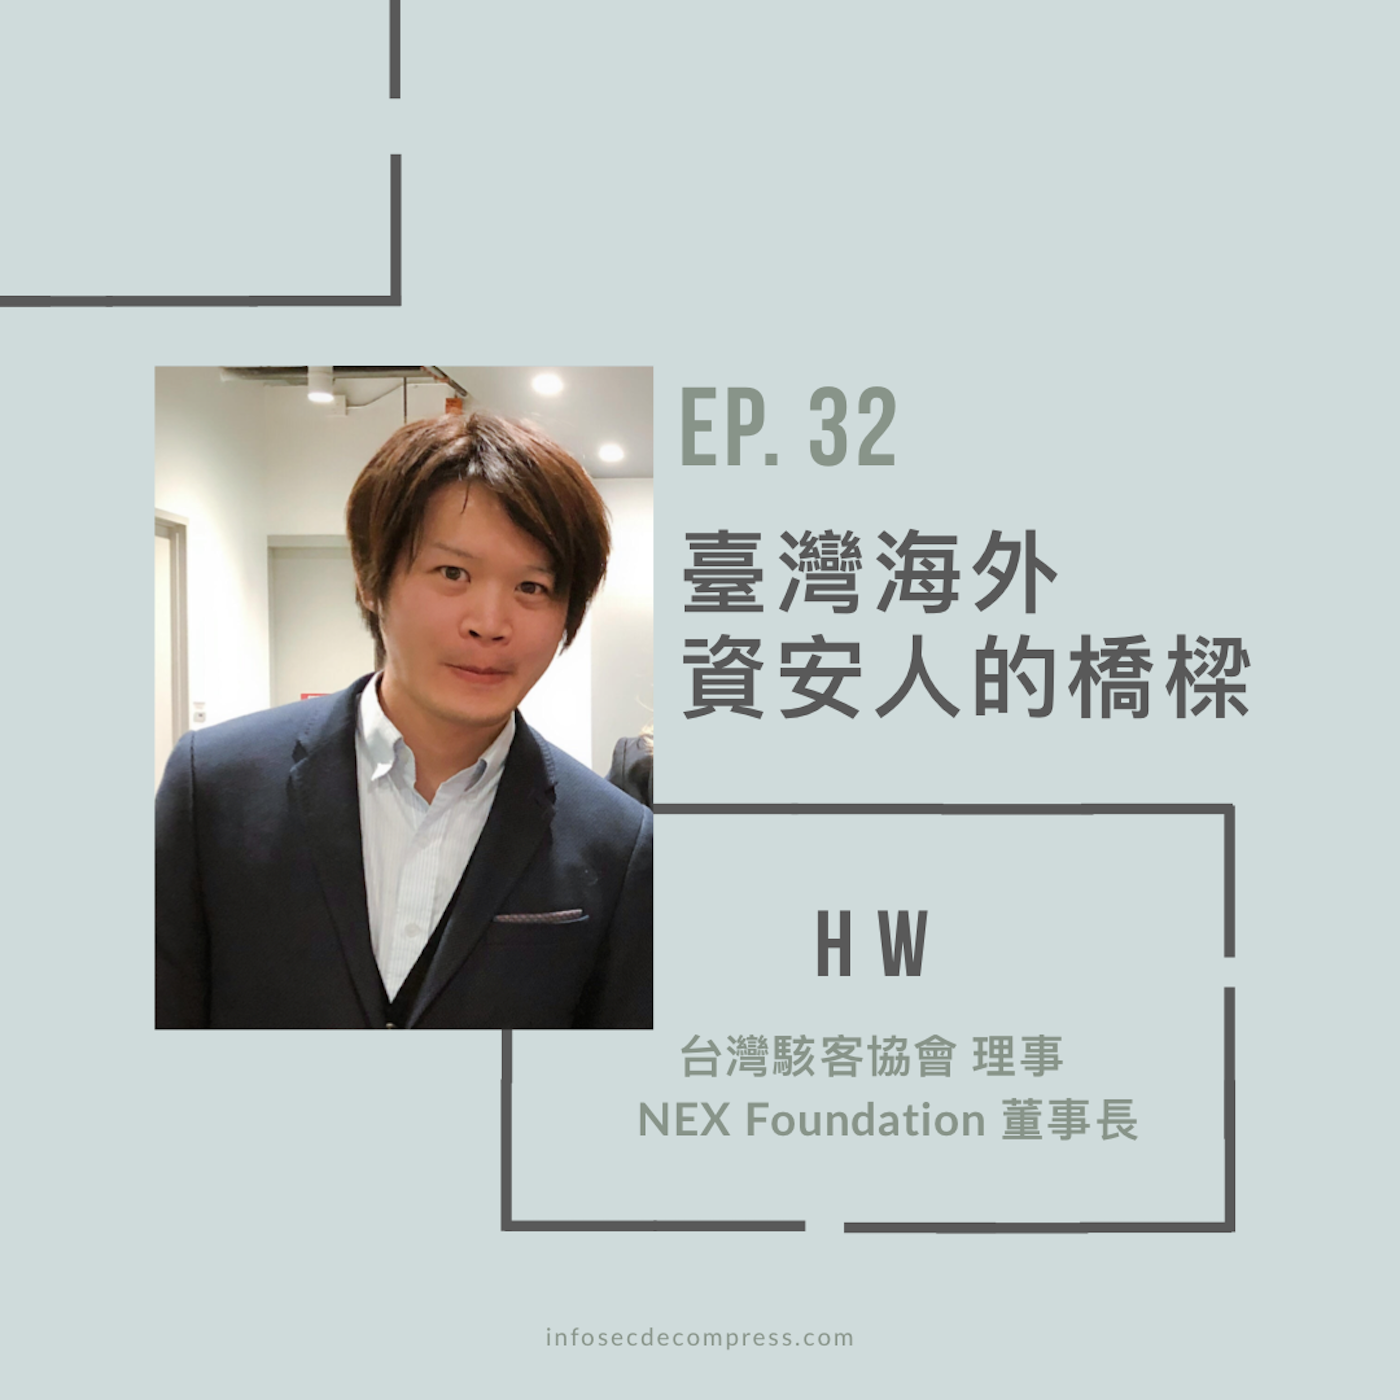 EP. 32
臺灣海外
資安人的橋樑
H W
台灣駭客協會 理事
NEX Foundation 董事長
infosecdecompress.com